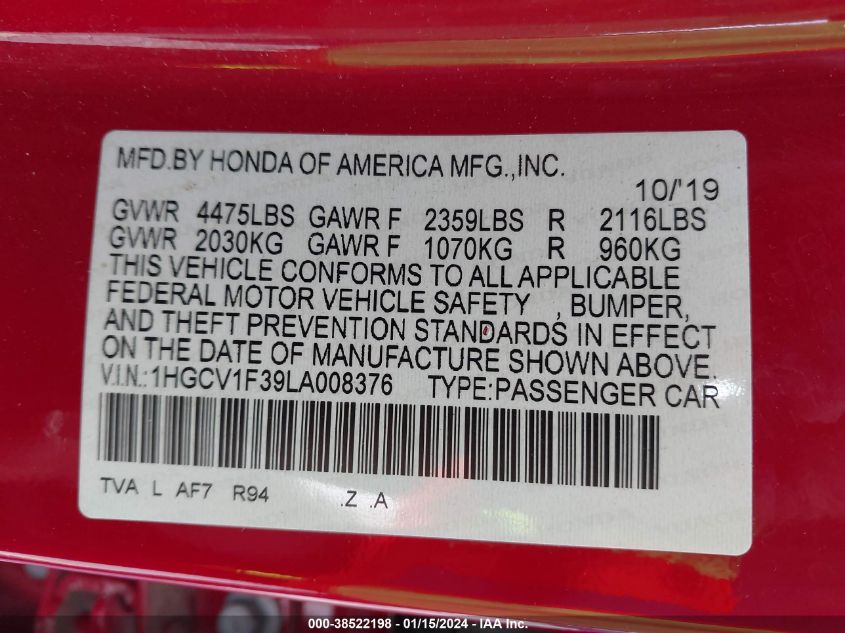 MFD.BY HONDA OF AMERICA MFG.,INC.
10/'19
GVWR 4475LBS GAWR F 2359LBS R 2116LBS
GVWR 2030KG GAWR F 1070KG R 960KG
THIS VEHICLE CONFORMS TO ALL APPLICABLE
FEDERAL MOTOR VEHICLE SAFETY , BUMPER,
AND THEFT PREVENTION STANDARDS IN EFFECT
ON THE DATE OF MANUFACTURE SHOWN ABOVE.
V.I.N.:1HGCV1F39LA008376 TYPE:PASSENGER CAR
TVA L AF7 R94 .Z .A
000-38522198 - 01/15/2024 - IAA Inc.